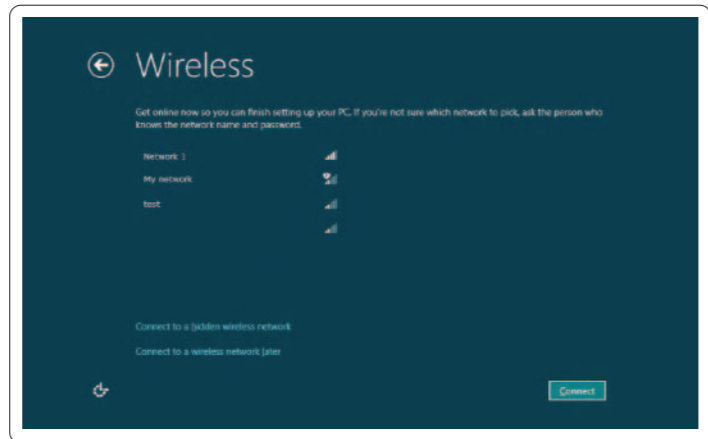 Wireless
Get online now so you can finish setting up your PC. If you're not sure which network to pick, ask the person who
knows the network name and password.
Network 1
My network
test
Connect to a hidden wireless network
Connect to a wireless network later
Connect